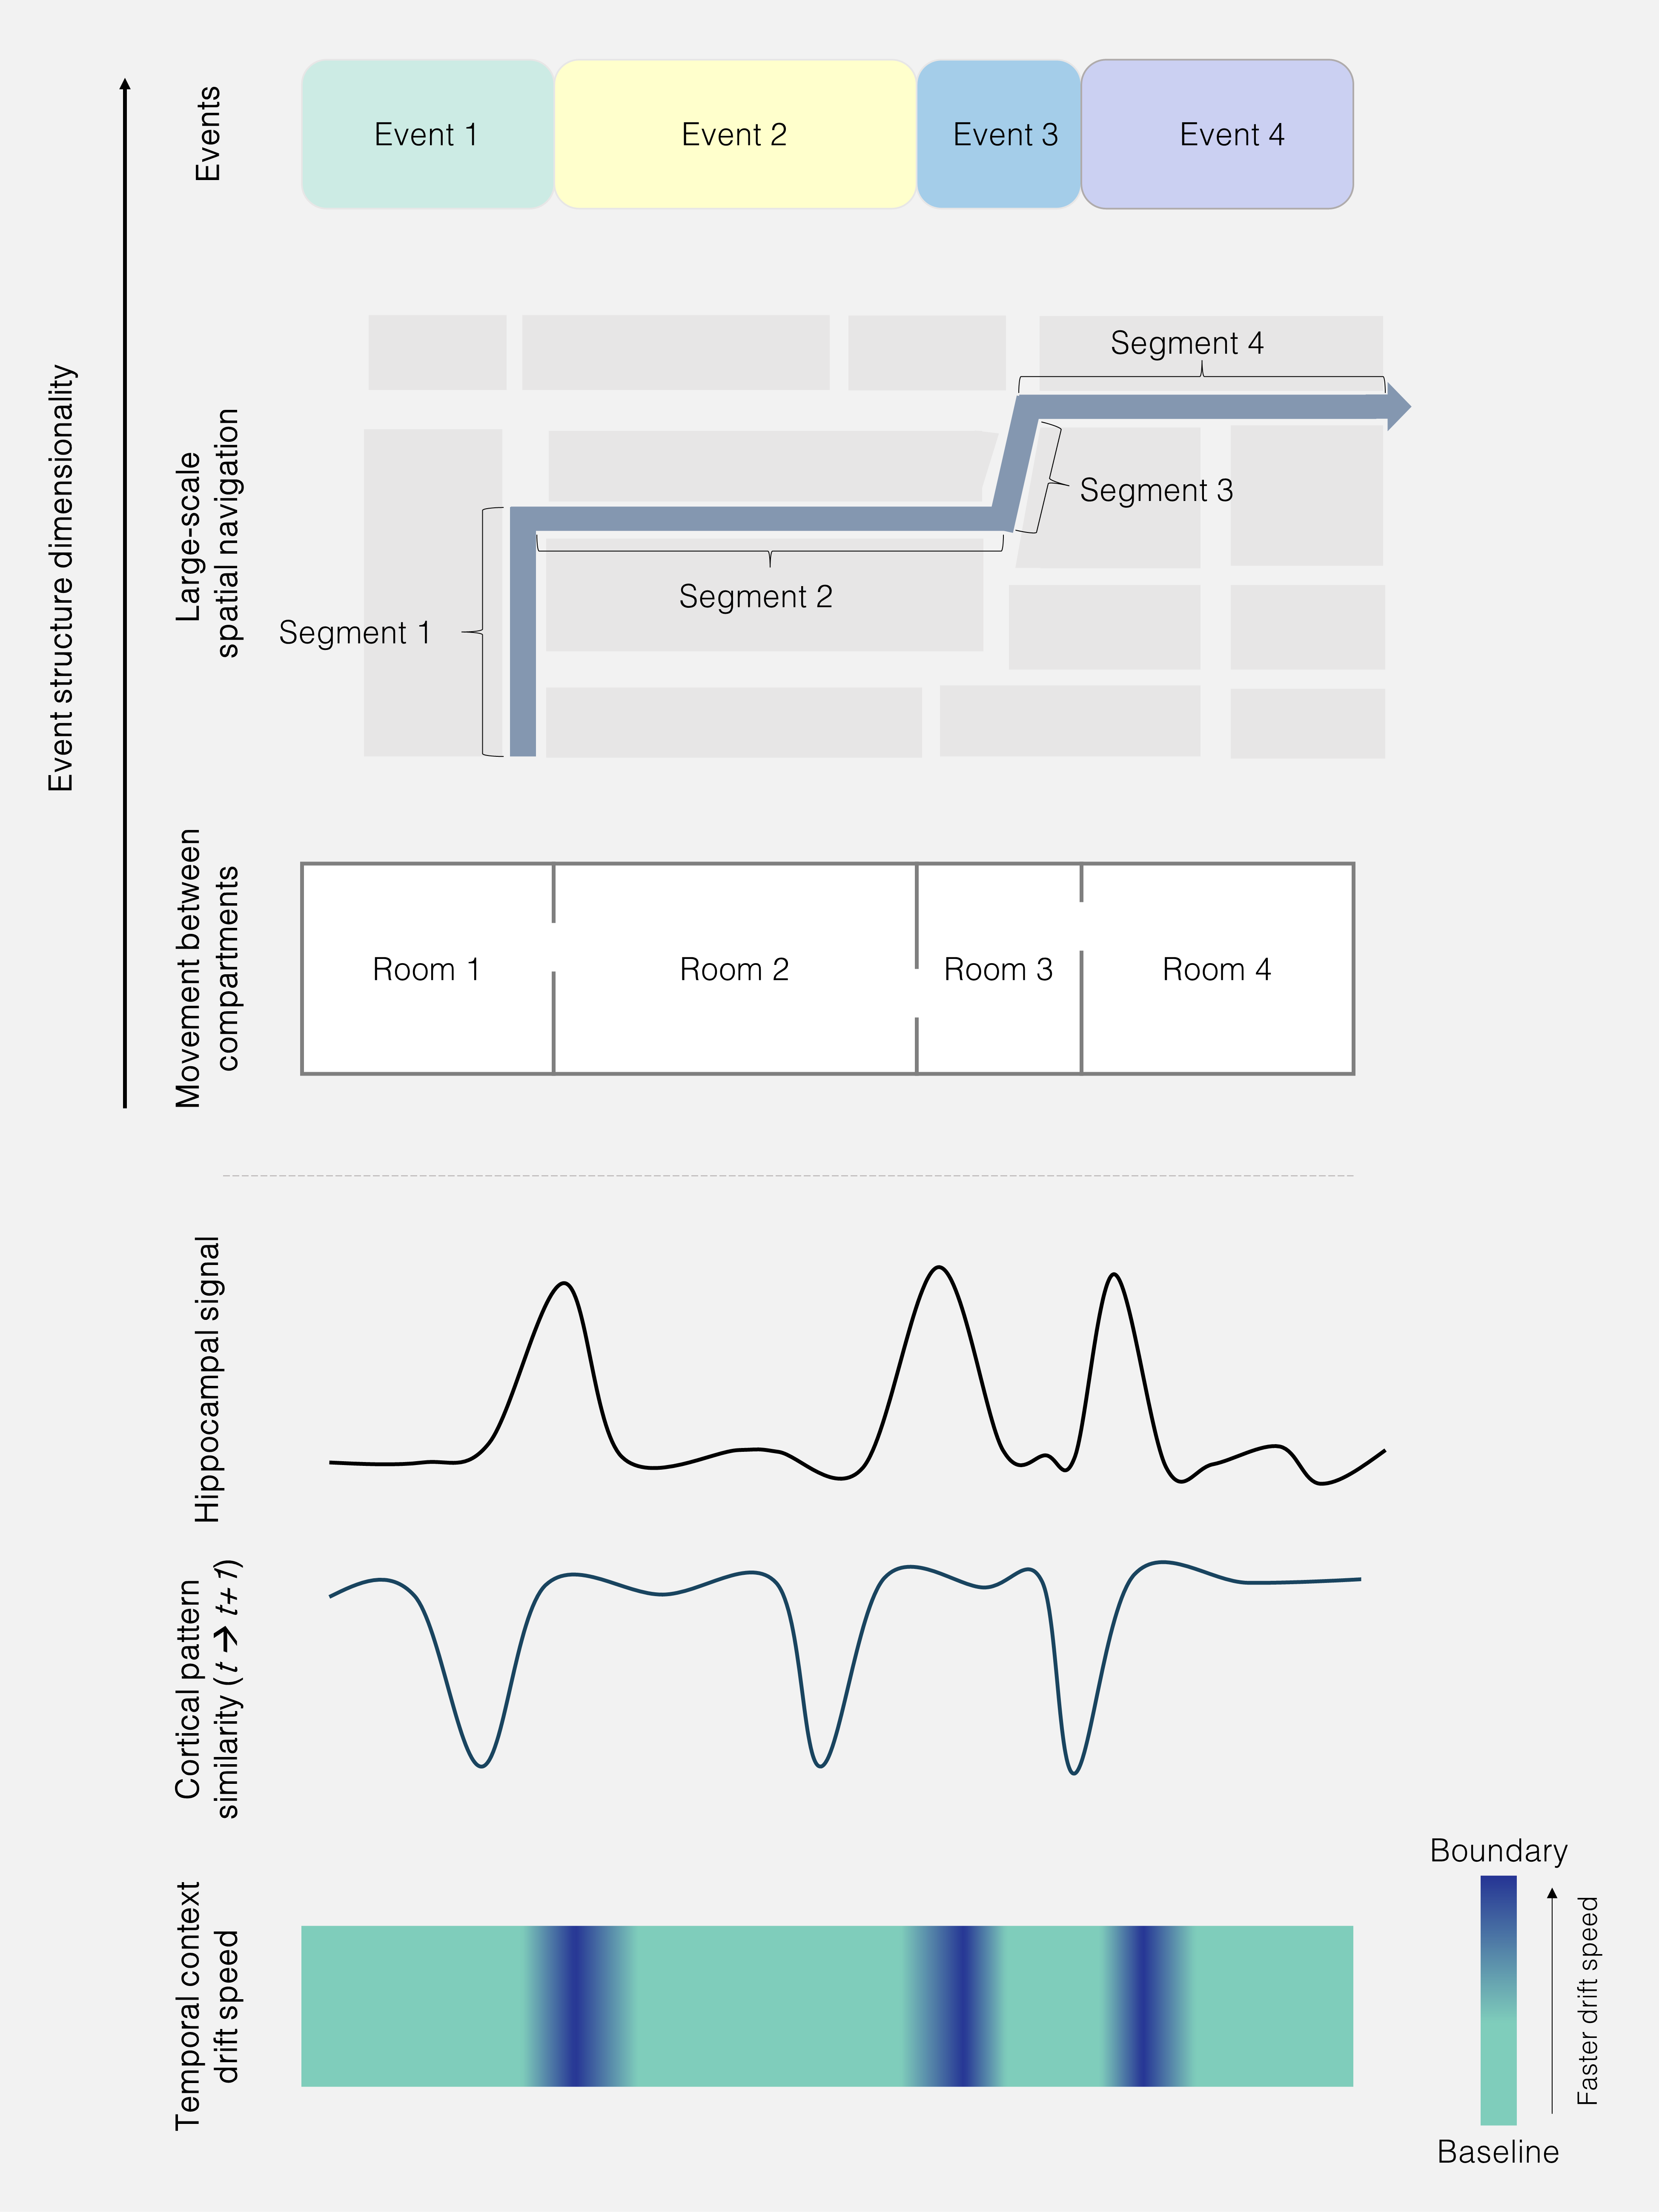 Events
Event 1
Event 2
Event 3
Event 4
Event structure dimensionality
Large-scale
spatial navigation
Segment 4
Segment 3
Segment 2
Segment 1
Movement between
compartments
Room 1
Room 2
Room 3
Room 4
Hippocampal signal
Cortical pattern
similarity (t → t+1)
Temporal context
drift speed
Boundary
Faster drift speed
Baseline